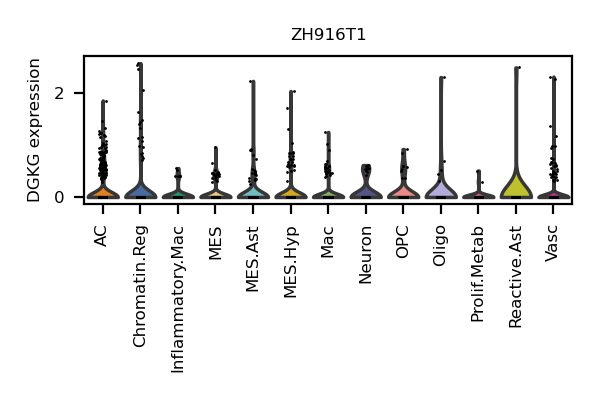 ZH916T1
DGKG expression
2
0
AC
Chromatin.Reg
Inflammatory.Mac
MES
MES.Ast
MES.Hyp
Mac
Neuron
OPC
Oligo
Prolif.Metab
Reactive.Ast
Vasc